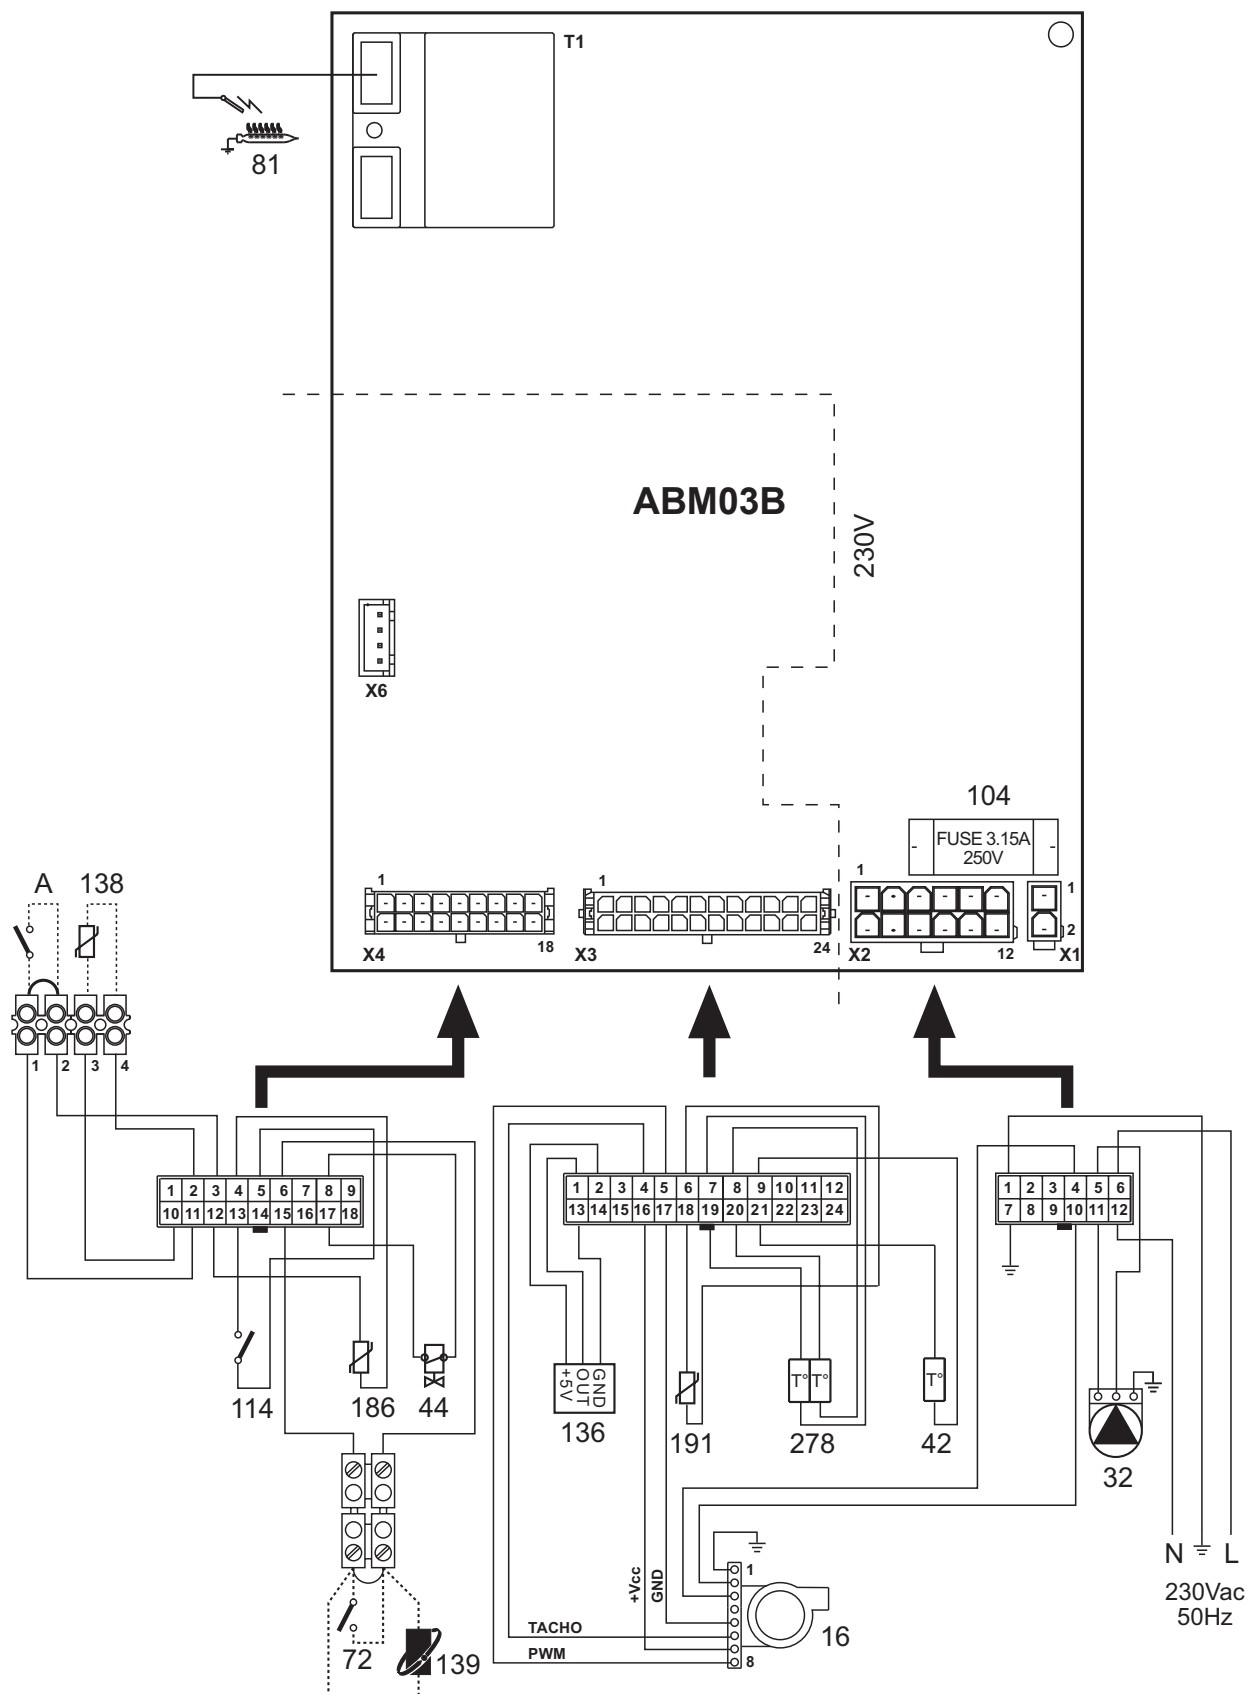 T1
81
ABM03B
230V
X6
104
FUSE 3.15A
250V
A 138
1 1 1 1
18 24 12 2
X4 X3 X2 X1
1 2 3 4
1 2 3 4 5 6 7 8 9
10 11 12 13 14 15 16 17 18
1 2 3 4 5 6 7 8 9 10 11 12
13 14 15 16 17 18 19 20 21 22 23 24
1 2 3 4 5 6
7 8 9 10 11 12
114 186 44
+5V
OUT
GND
136
191
T° T°
278
T°
42
32
N L
230Vac
50Hz
+Vcc
GND
TACHO
PWM
1
8
16
72
139